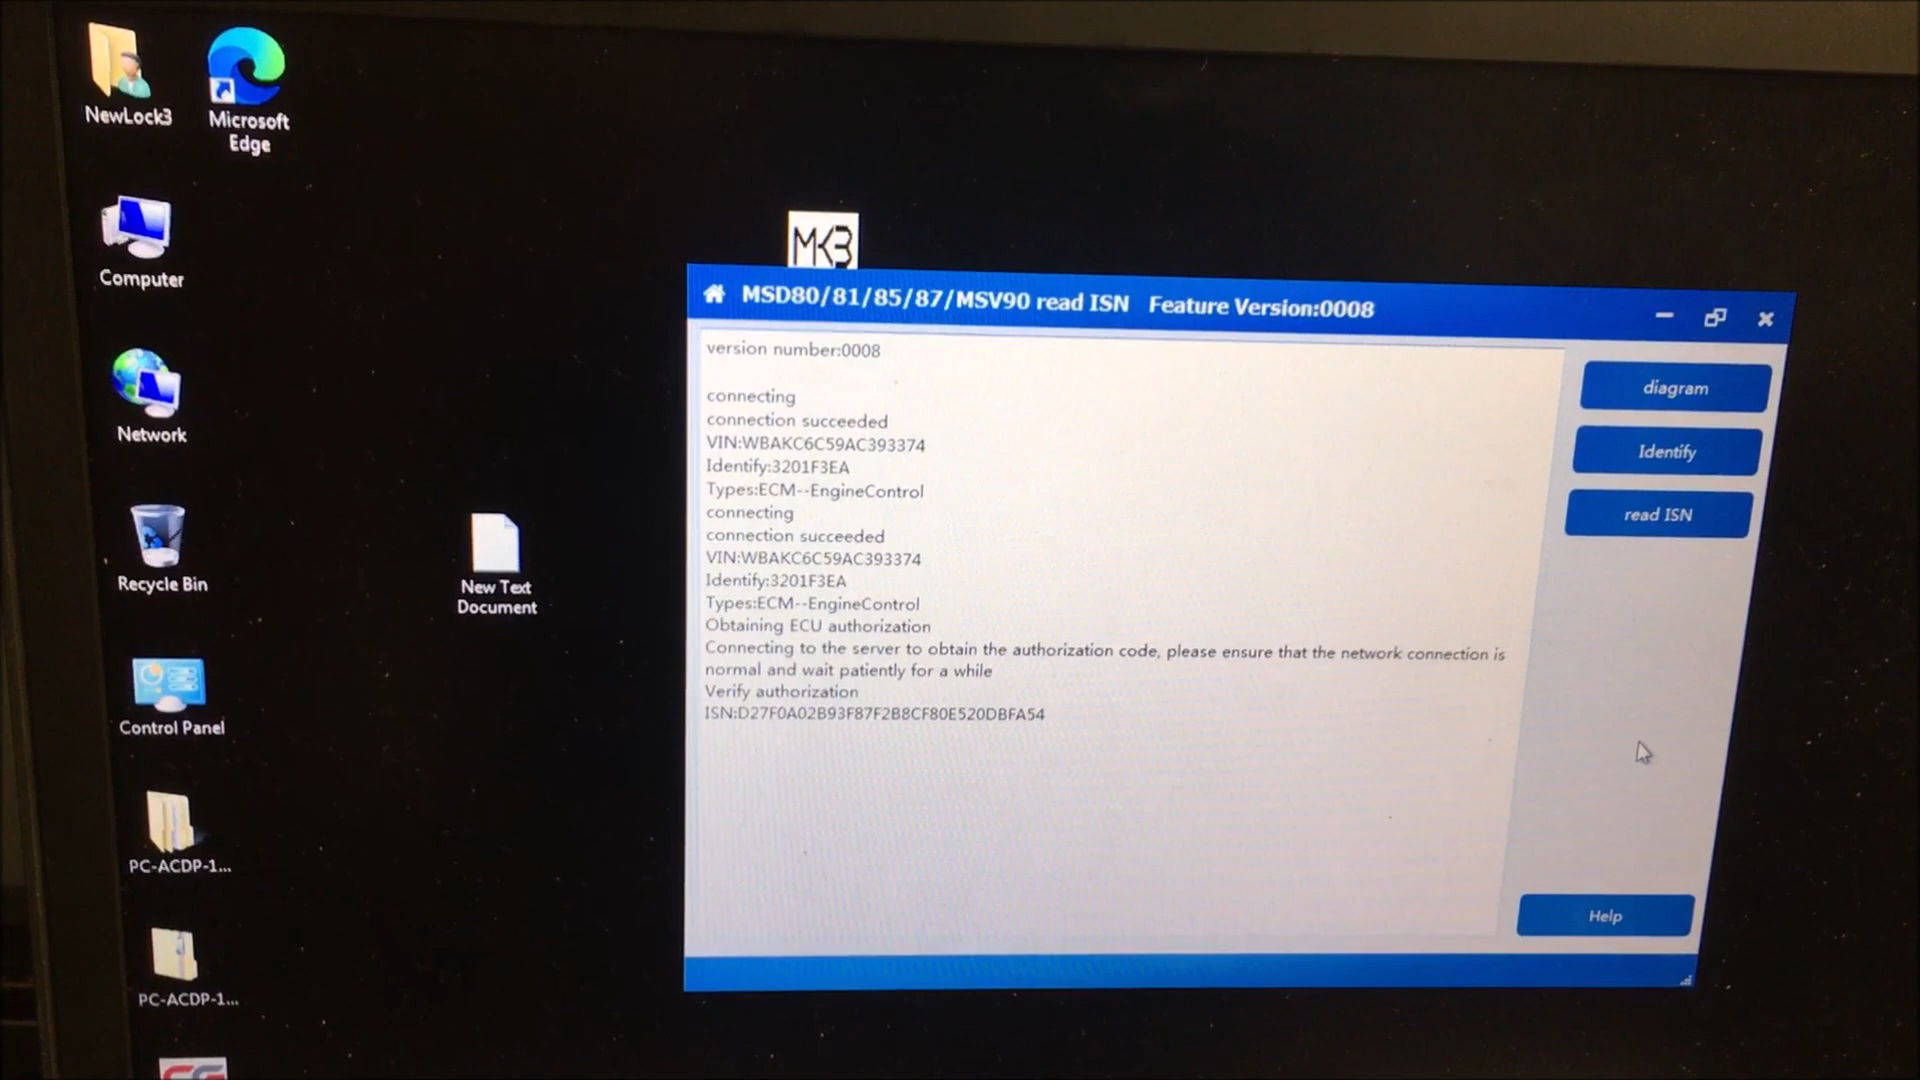 NewLock3
Microsoft
Edge
Computer
Network
Recycle Bin
New Text
Document
Control Panel
PC-ACDP-1...
PC-ACDP-1...
MK3
MSD80/81/85/87/MSV90 read ISN Feature Version:0008
version number:0008
connecting
connection succeeded
VIN:WBAKC6C59AC393374
Identify:3201F3EA
Types:ECM--EngineControl
connecting
connection succeeded
VIN:WBAKC6C59AC393374
Identify:3201F3EA
Types:ECM--EngineControl
Obtaining ECU authorization
Connecting to the server to obtain the authorization code, please ensure that the network connection is
normal and wait patiently for a while
Verify authorization
ISN:D27F0A02B93F87F2B8CF80E520DBFA54
diagram
Identify
read ISN
Help